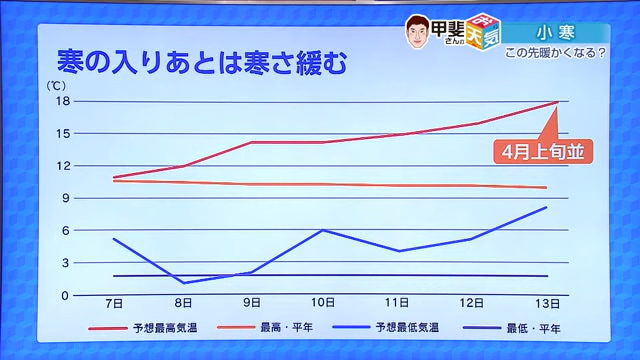 甲斐さんのお天気
小寒
この先暖かくなる？
寒の入りあとは寒さ緩む
(℃)
18
15
12
9
6
3
0
4月上旬並
7日 8日 9日 10日 11日 12日 13日
予想最高気温 最高・平年 予想最低気温 最低・平年